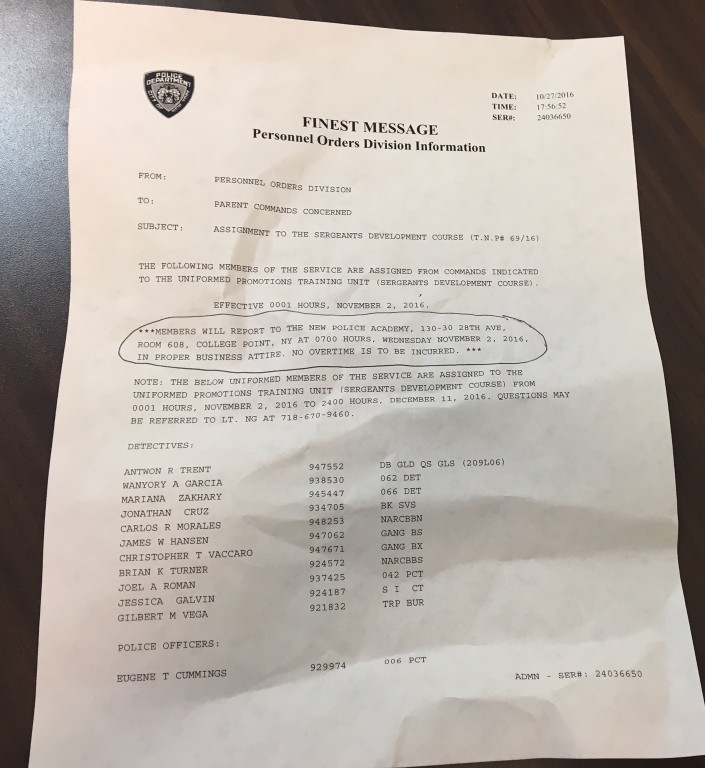 POLICE
DEPARTMENT
DATE: 10/27/2016
TIME: 17:56:52
SER#: 24036650
FINEST MESSAGE
Personnel Orders Division Information
FROM: PERSONNEL ORDERS DIVISION
TO: PARENT COMMANDS CONCERNED
SUBJECT: ASSIGNMENT TO THE SERGEANTS DEVELOPMENT COURSE (T.N.P# 69/16)
THE FOLLOWING MEMBERS OF THE SERVICE ARE ASSIGNED FROM COMMANDS INDICATED
TO THE UNIFORMED PROMOTIONS TRAINING UNIT (SERGEANTS DEVELOPMENT COURSE).
EFFECTIVE 0001 HOURS, NOVEMBER 2, 2016.
***MEMBERS WILL REPORT TO THE NEW POLICE ACADEMY, 130-30 28TH AVE,
ROOM 608, COLLEGE POINT, NY AT 0700 HOURS, WEDNESDAY NOVEMBER 2, 2016,
IN PROPER BUSINESS ATTIRE. NO OVERTIME IS TO BE INCURRED. ***
NOTE: THE BELOW UNIFORMED MEMBERS OF THE SERVICE ARE ASSIGNED TO THE
UNIFORMED PROMOTIONS TRAINING UNIT (SERGEANTS DEVELOPMENT COURSE) FROM
0001 HOURS, NOVEMBER 2, 2016 TO 2400 HOURS, DECEMBER 11, 2016. QUESTIONS MAY
BE REFERRED TO LT. NG AT 718-670-9460.
DETECTIVES:
ANTWON R TRENT 947552 DB GLD QS GLS (209L06)
WANYORY A GARCIA 938530 062 DET
MARIANA ZAKHARY 945447 066 DET
JONATHAN CRUZ 934705 BK SVS
CARLOS R MORALES 948253 NARCBBN
JAMES W HANSEN 947062 GANG BS
CHRISTOPHER T VACCARO 947671 GANG BX
BRIAN K TURNER 924572 NARCBBS
JOEL A ROMAN 937425 042 PCT
JESSICA GALVIN 924187 S I CT
GILBERT M VEGA 921832 TRP BUR
POLICE OFFICERS:
EUGENE T CUMMINGS 929974 006 PCT
ADMN - SER#: 24036650